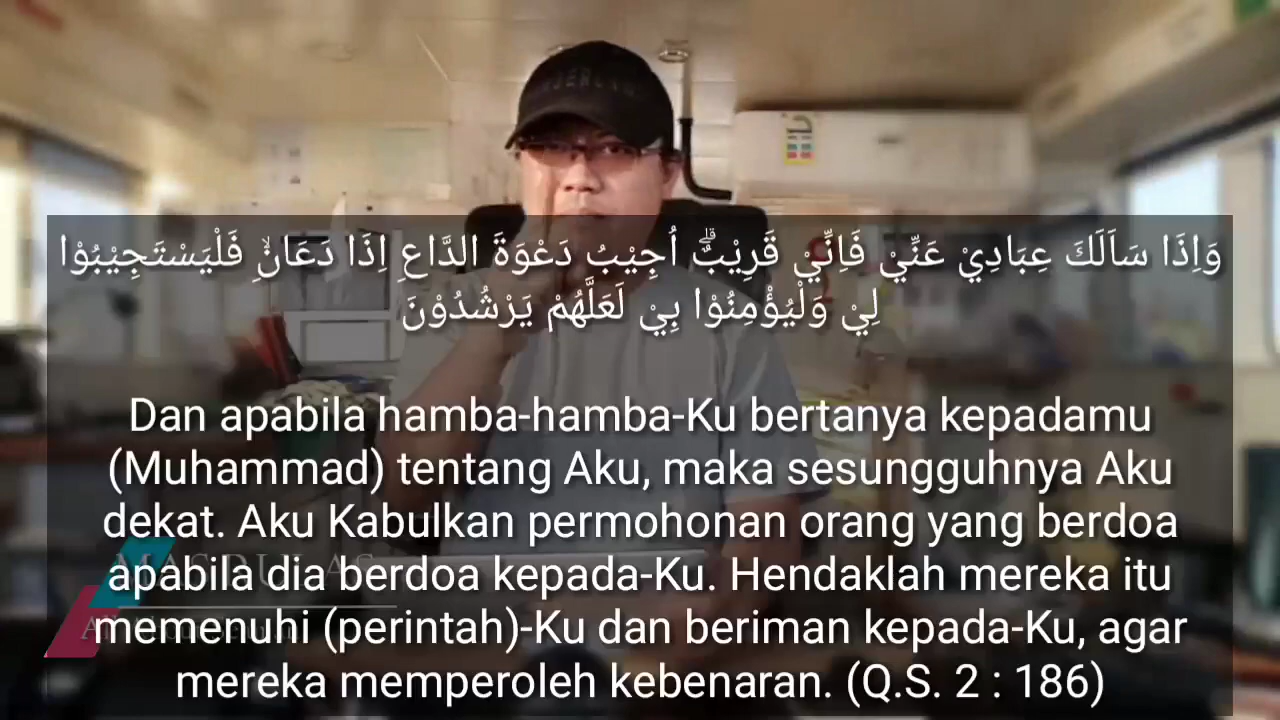 وَاِذَا سَاَلَكَ عِبَادِيْ عَنِّيْ فَاِنِّيْ قَرِيْبٌۗ اُجِيْبُ دَعْوَةَ الدَّاعِ اِذَا دَعَانِۙ فَلْيَسْتَجِيْبُوْا
لِيْ وَلْيُؤْمِنُوْا بِيْ لَعَلَّهُمْ يَرْشُدُوْنَ
Dan apabila hamba-hamba-Ku bertanya kepadamu
(Muhammad) tentang Aku, maka sesungguhnya Aku
dekat. Aku Kabulkan permohonan orang yang berdoa
apabila dia berdoa kepada-Ku. Hendaklah mereka itu
memenuhi (perintah)-Ku dan beriman kepada-Ku, agar
mereka memperoleh kebenaran. (Q.S. 2 : 186)